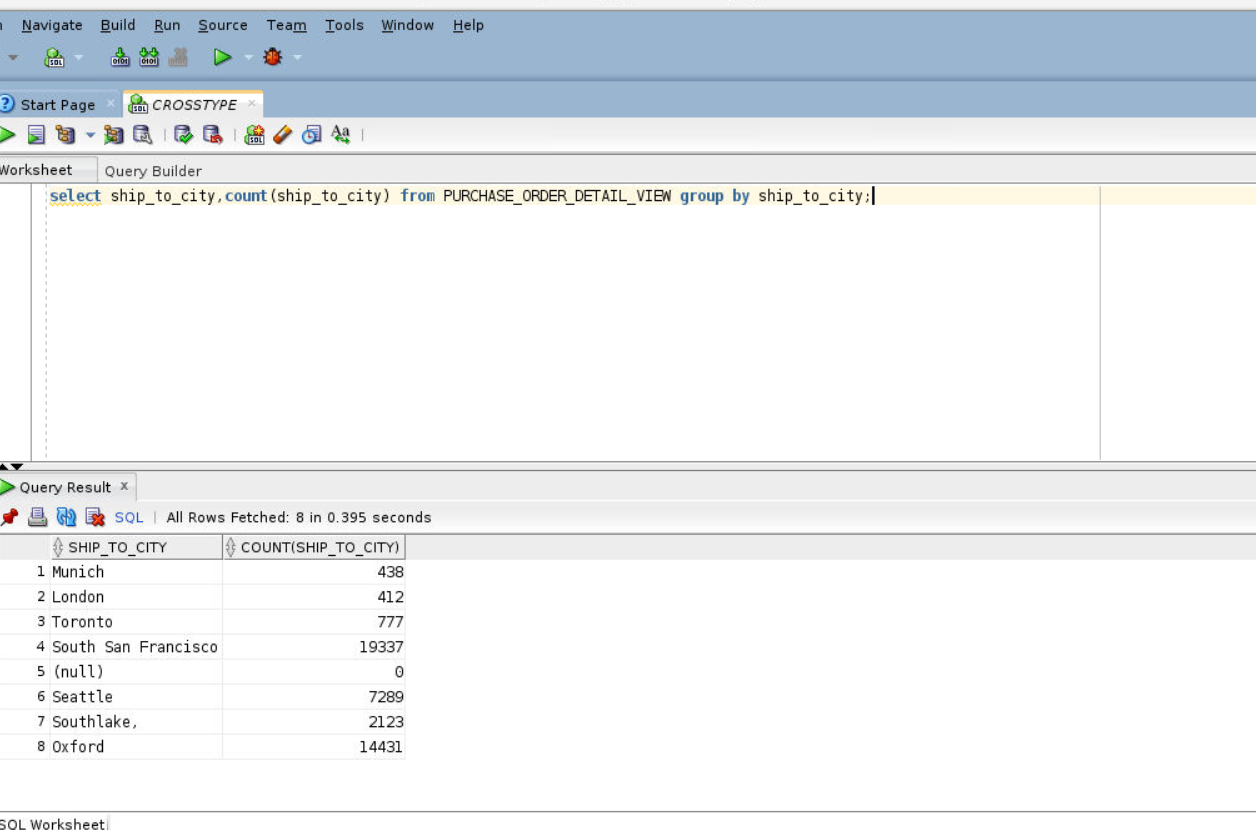 Navigate Build Run Source Team Tools Window Help
Start Page CROSSTYPE
Worksheet Query Builder
select ship_to_city,count(ship_to_city) from PURCHASE_ORDER_DETAIL_VIEW group by ship_to_city;
Query Result
SQL | All Rows Fetched: 8 in 0.395 seconds
SHIP_TO_CITY COUNT(SHIP_TO_CITY)
1 Munich 438
2 London 412
3 Toronto 777
4 South San Francisco 19337
5 (null) 0
6 Seattle 7289
7 Southlake, 2123
8 Oxford 14431
SQL Worksheet